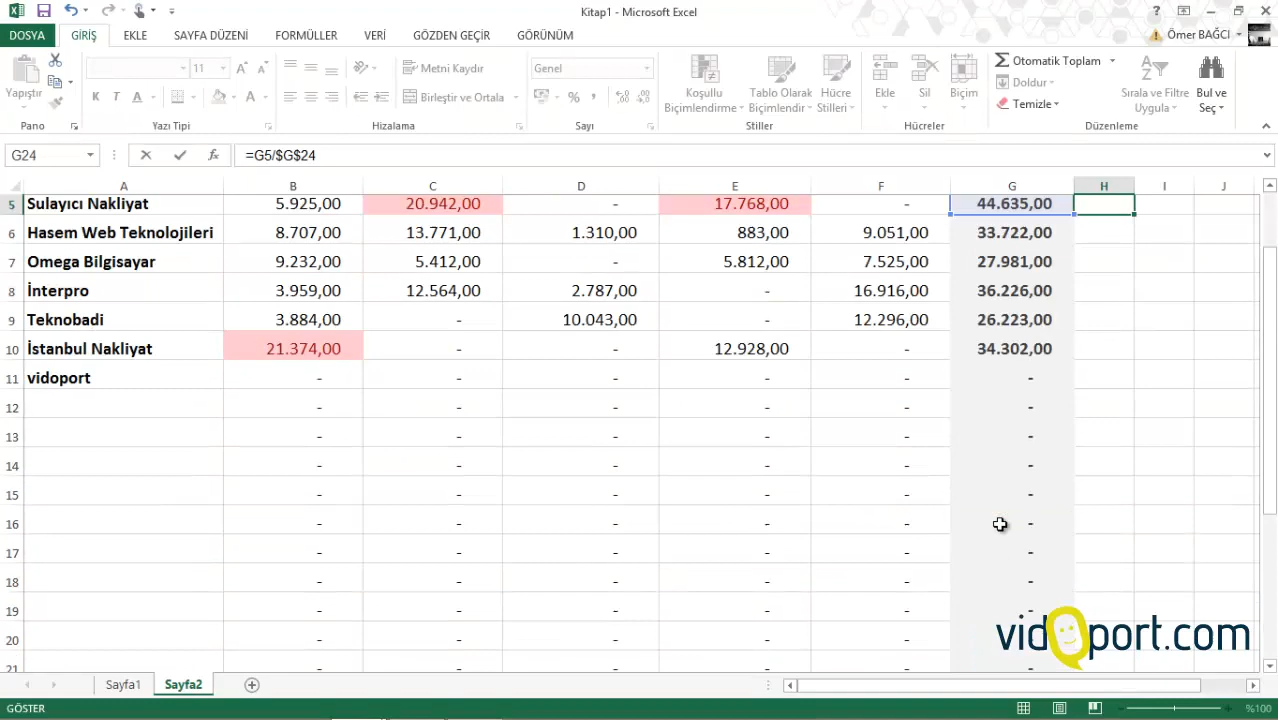 Kitap1 - Microsoft Excel
?
DOSYA GİRİŞ EKLE SAYFA DÜZENİ FORMÜLLER VERİ GÖZDEN GEÇİR GÖRÜNÜM Ömer BAĞCI
Yapıştır
Pano
11
K T A
Yazı Tipi
Metni Kaydır
Birleştir ve Ortala
Hizalama
Genel
%
Sayı
Koşullu Biçimlendirme
Tablo Olarak Biçimlendir
Hücre Stilleri
Stiller
Ekle Sil Biçim
Hücreler
Otomatik Toplam
Doldur
Temizle
Sırala ve Filtre Uygula
Bul ve Seç
Düzenleme
G24 fx =G5/$G$24
A B C D E F G H I J
5 Sulayıcı Nakliyat 5.925,00 20.942,00 - 17.768,00 - 44.635,00
6 Hasem Web Teknolojileri 8.707,00 13.771,00 1.310,00 883,00 9.051,00 33.722,00
7 Omega Bilgisayar 9.232,00 5.412,00 - 5.812,00 7.525,00 27.981,00
8 İnterpro 3.959,00 12.564,00 2.787,00 - 16.916,00 36.226,00
9 Teknobadi 3.884,00 - 10.043,00 - 12.296,00 26.223,00
10 İstanbul Nakliyat 21.374,00 - - 12.928,00 - 34.302,00
11 vidoport - - - - - -
12 - - - - - -
13 - - - - - -
14 - - - - - -
15 - - - - - -
16 - - - - - -
17 - - - - - -
18 - - - - - -
19 - - - - - -
20 - - - - -
21 - - - - - -
vidoport.com
Sayfa1 Sayfa2
GÖSTER %100